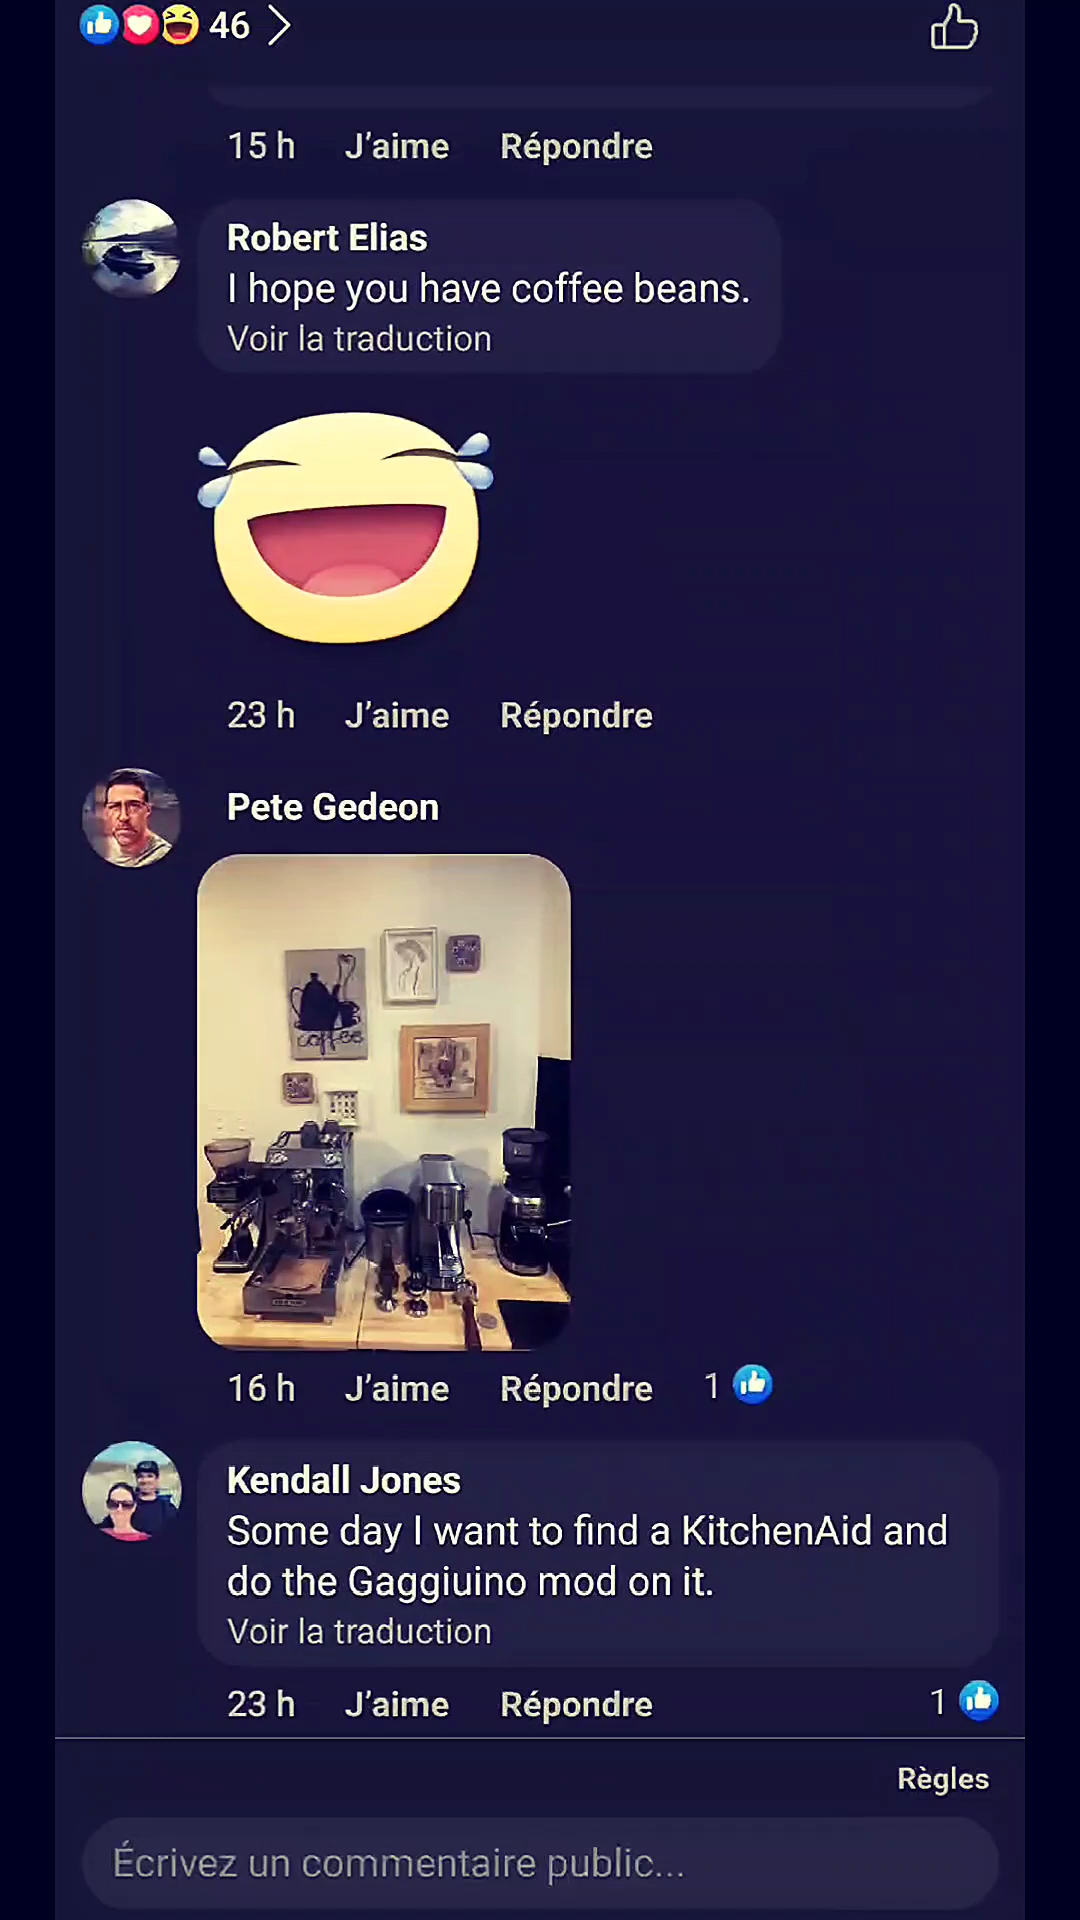 46
15 h J’aime Répondre
Robert Elias
I hope you have coffee beans.
Voir la traduction
23 h J’aime Répondre
Pete Gedeon
coffee
16 h J’aime Répondre 1
Kendall Jones
Some day I want to find a KitchenAid and
do the Gaggiuino mod on it.
Voir la traduction
23 h J’aime Répondre 1
Règles
Écrivez un commentaire public...